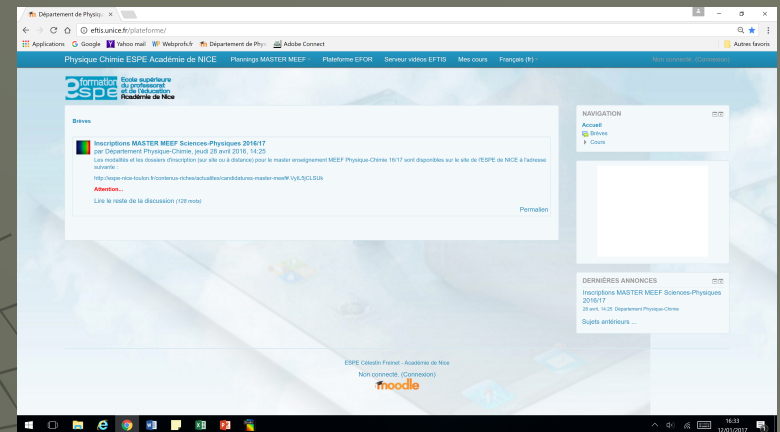 Département de Physiqu
eftis.unice.fr/plateforme/
Applications Google Yahoo mail Webprofs.fr Département de Phys Adobe Connect Autres favoris
Physique Chimie ESPE Académie de NICE Plannings MASTER MEEF Plateforme EFOR Serveur vidéos EFTIS Mes cours Français (fr) Non connecté. (Connexion)
formation Ecole supérieure
du professorat
espe et de l'éducation
Académie de Nice
Brèves
Inscriptions MASTER MEEF Sciences-Physiques 2016/17
par Département Physique-Chimie, jeudi 28 avril 2016, 14:25
Les modalités et les dossiers d'inscription (sur site ou à distance) pour le master enseignement MEEF Physique-Chimie 16/17 sont disponibles sur le site de l'ESPE de NICE à l'adresse
suivante :
Attention...
Lire le reste de la discussion (128 mots)
Permalien
NAVIGATION
Accueil
Brèves
Cours
DERNIÈRES ANNONCES
Inscriptions MASTER MEEF Sciences-Physiques
2016/17
28 avril, 14:25 Département Physique-Chimie
Sujets antérieurs ...
ESPE Célestin Freinet - Académie de Nice
Non connecté. (Connexion)
moodle
16:33
12/01/2017